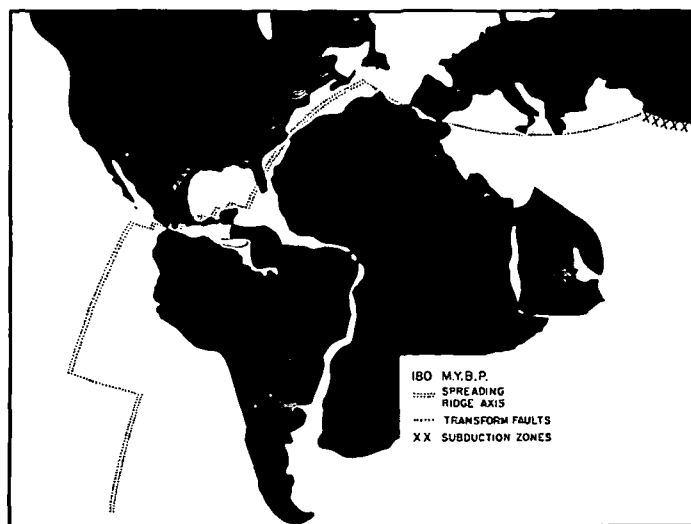 180 M.Y.B.P.
SPREADING
RIDGE AXIS
TRANSFORM FAULTS
XX SUBDUCTION ZONES